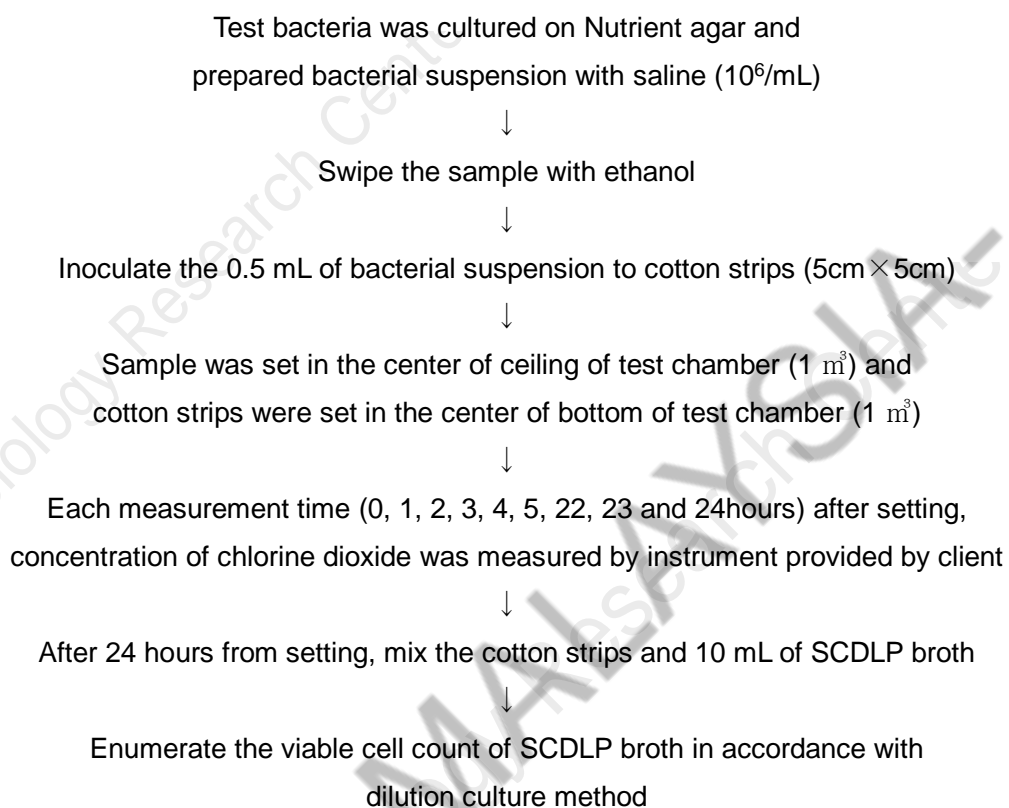 Test bacteria was cultured on Nutrient agar and
prepared bacterial suspension with saline (10⁶/mL)
↓
Swipe the sample with ethanol
↓
Inoculate the 0.5 mL of bacterial suspension to cotton strips (5cm×5cm)
↓
Sample was set in the center of ceiling of test chamber (1 ㎥) and
cotton strips were set in the center of bottom of test chamber (1 ㎥)
↓
Each measurement time (0, 1, 2, 3, 4, 5, 22, 23 and 24hours) after setting,
concentration of chlorine dioxide was measured by instrument provided by client
↓
After 24 hours from setting, mix the cotton strips and 10 mL of SCDLP broth
↓
Enumerate the viable cell count of SCDLP broth in accordance with
dilution culture method
MALAYSIA-